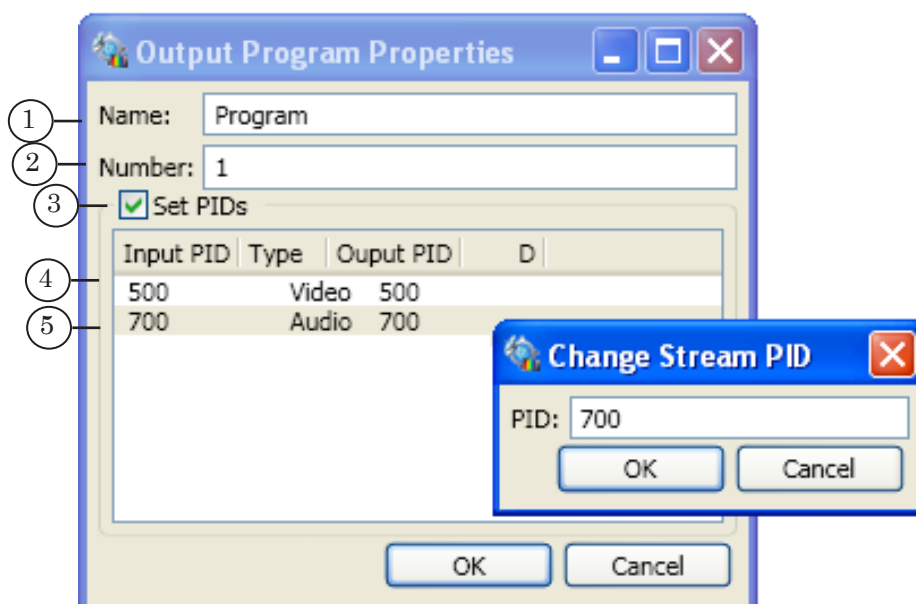 Output Program Properties
1
Name: Program
2
Number: 1
3
Set PIDs
Input PID Type Ouput PID D
4
500 Video 500
5
700 Audio 700
Change Stream PID
PID: 700
OK Cancel
OK Cancel